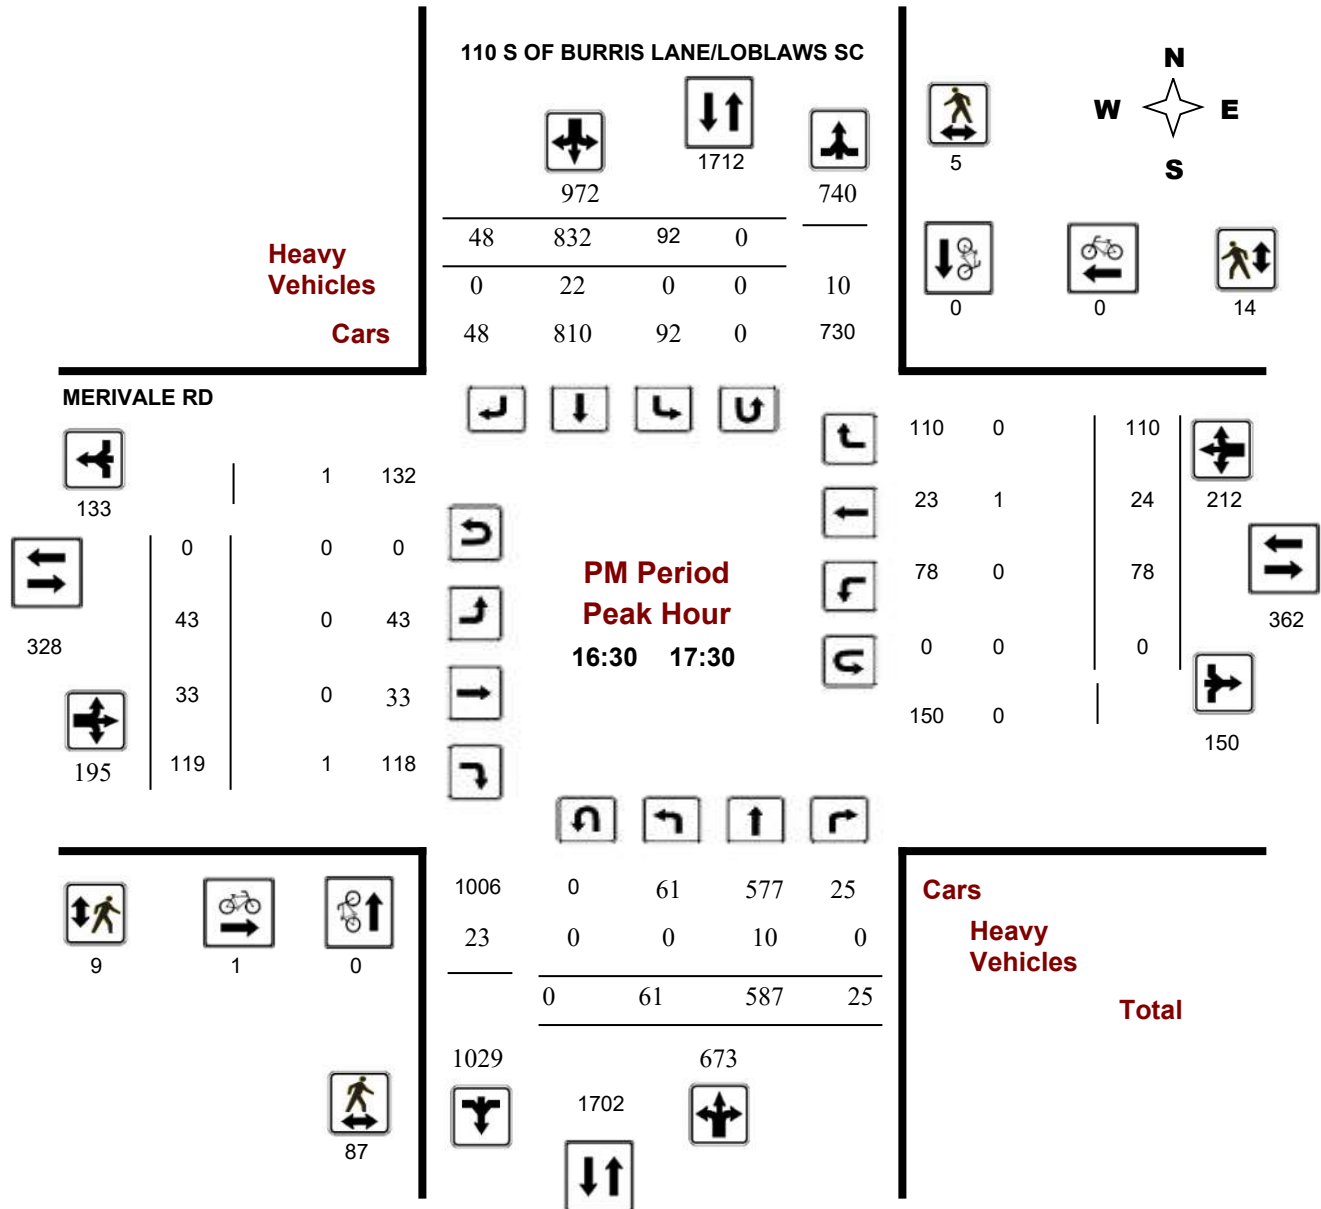 110 S OF BURRIS LANE/LOBLAWS SC
N
W E
S
1712
5
972 740
48 832 92 0
Heavy
Vehicles
0 22 0 0 10
0 0 14
Cars
48 810 92 0 730
MERIVALE RD
110 0 110
1 132
133
23 1 24 212
0 0 0
PM Period
78 0 78
Peak Hour
43 0 43
362
328
16:30 17:30
0 0 0
33 0 33
150 0
150
195 119 1 118
1006 0 61 577 25
Cars
23 0 0 10 0
Heavy
Vehicles
9 1 0
0 61 587 25
Total
1029 673
1702
87